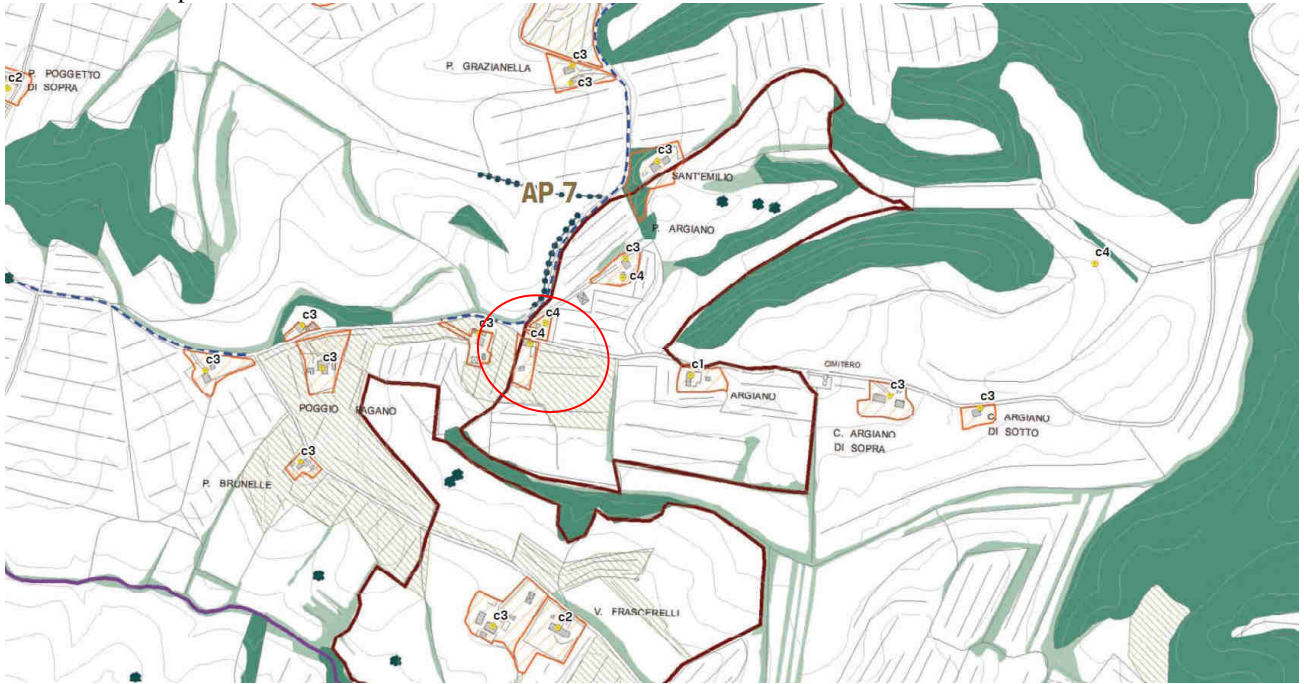 c3
P. GRAZIANELLA
c3
c2
P. POGGETTO
DI SOPRA
c3
SANT'EMILIO
AP 7
P. ARGIANO
c3
c4
c4
c3
c4
c3
c4
c3
c3
c1
CIMITERO
ARGIANO
c3
c3
C. ARGIANO
DI SOTTO
POGGIO PAGANO
C. ARGIANO
DI SOPRA
c3
P. BRUNELLE
V. FRASCERELLI
c3
c2